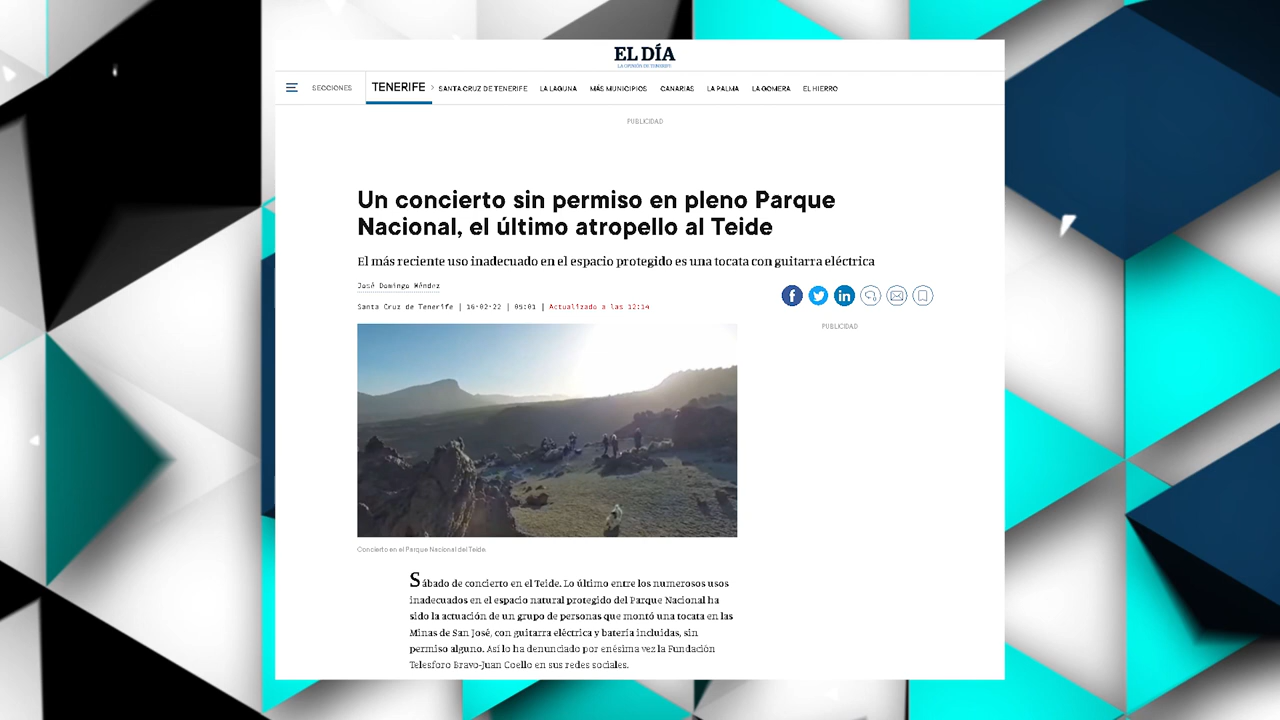 EL DÍA
LA OPINIÓN DE TENERIFE
SECCIONES
TENERIFE > SANTA CRUZ DE TENERIFE LA LAGUNA MÁS MUNICIPIOS CANARIAS LA PALMA LA GOMERA EL HIERRO
PUBLICIDAD
Un concierto sin permiso en pleno Parque
Nacional, el último atropello al Teide
El más reciente uso inadecuado en el espacio protegido es una tocata con guitarra eléctrica
José Domingo Méndez
Santa Cruz de Tenerife | 16·02·22 | 05:01 | Actualizado a las 12:14
PUBLICIDAD
Concierto en el Parque Nacional del Teide.
Sábado de concierto en el Teide. Lo último entre los numerosos usos
inadecuados en el espacio natural protegido del Parque Nacional ha
sido la actuación de un grupo de personas que montó una tocata en las
Minas de San José, con guitarra eléctrica y batería incluidas, sin
permiso alguno. Así lo ha denunciado por enésima vez la Fundación
Telesforo Bravo-Juan Coello en sus redes sociales.